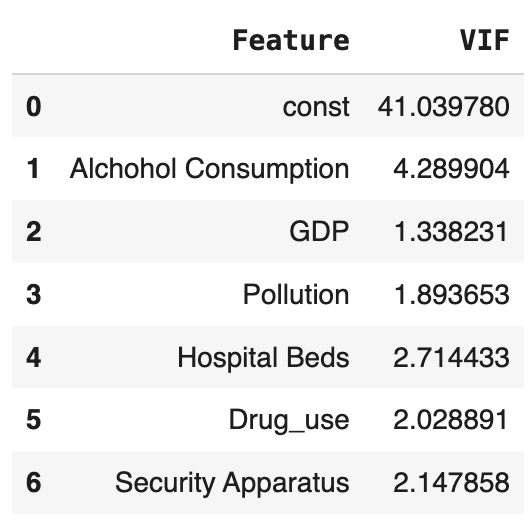 Feature VIF
0 const 41.039780
1 Alchohol Consumption 4.289904
2 GDP 1.338231
3 Pollution 1.893653
4 Hospital Beds 2.714433
5 Drug_use 2.028891
6 Security Apparatus 2.147858